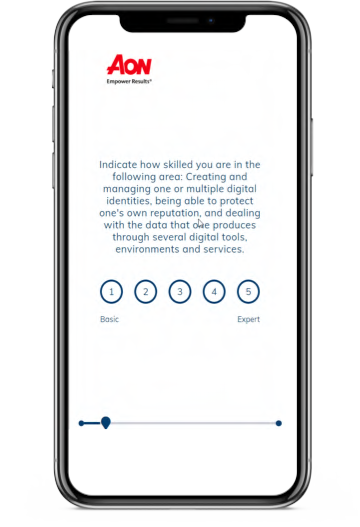 AON
Empower Results®
Indicate how skilled you are in the
following area: Creating and
managing one or multiple digital
identities, being able to protect
one's own reputation, and dealing
with the data that one produces
through several digital tools,
environments and services.
1 2 3 4 5
Basic Expert